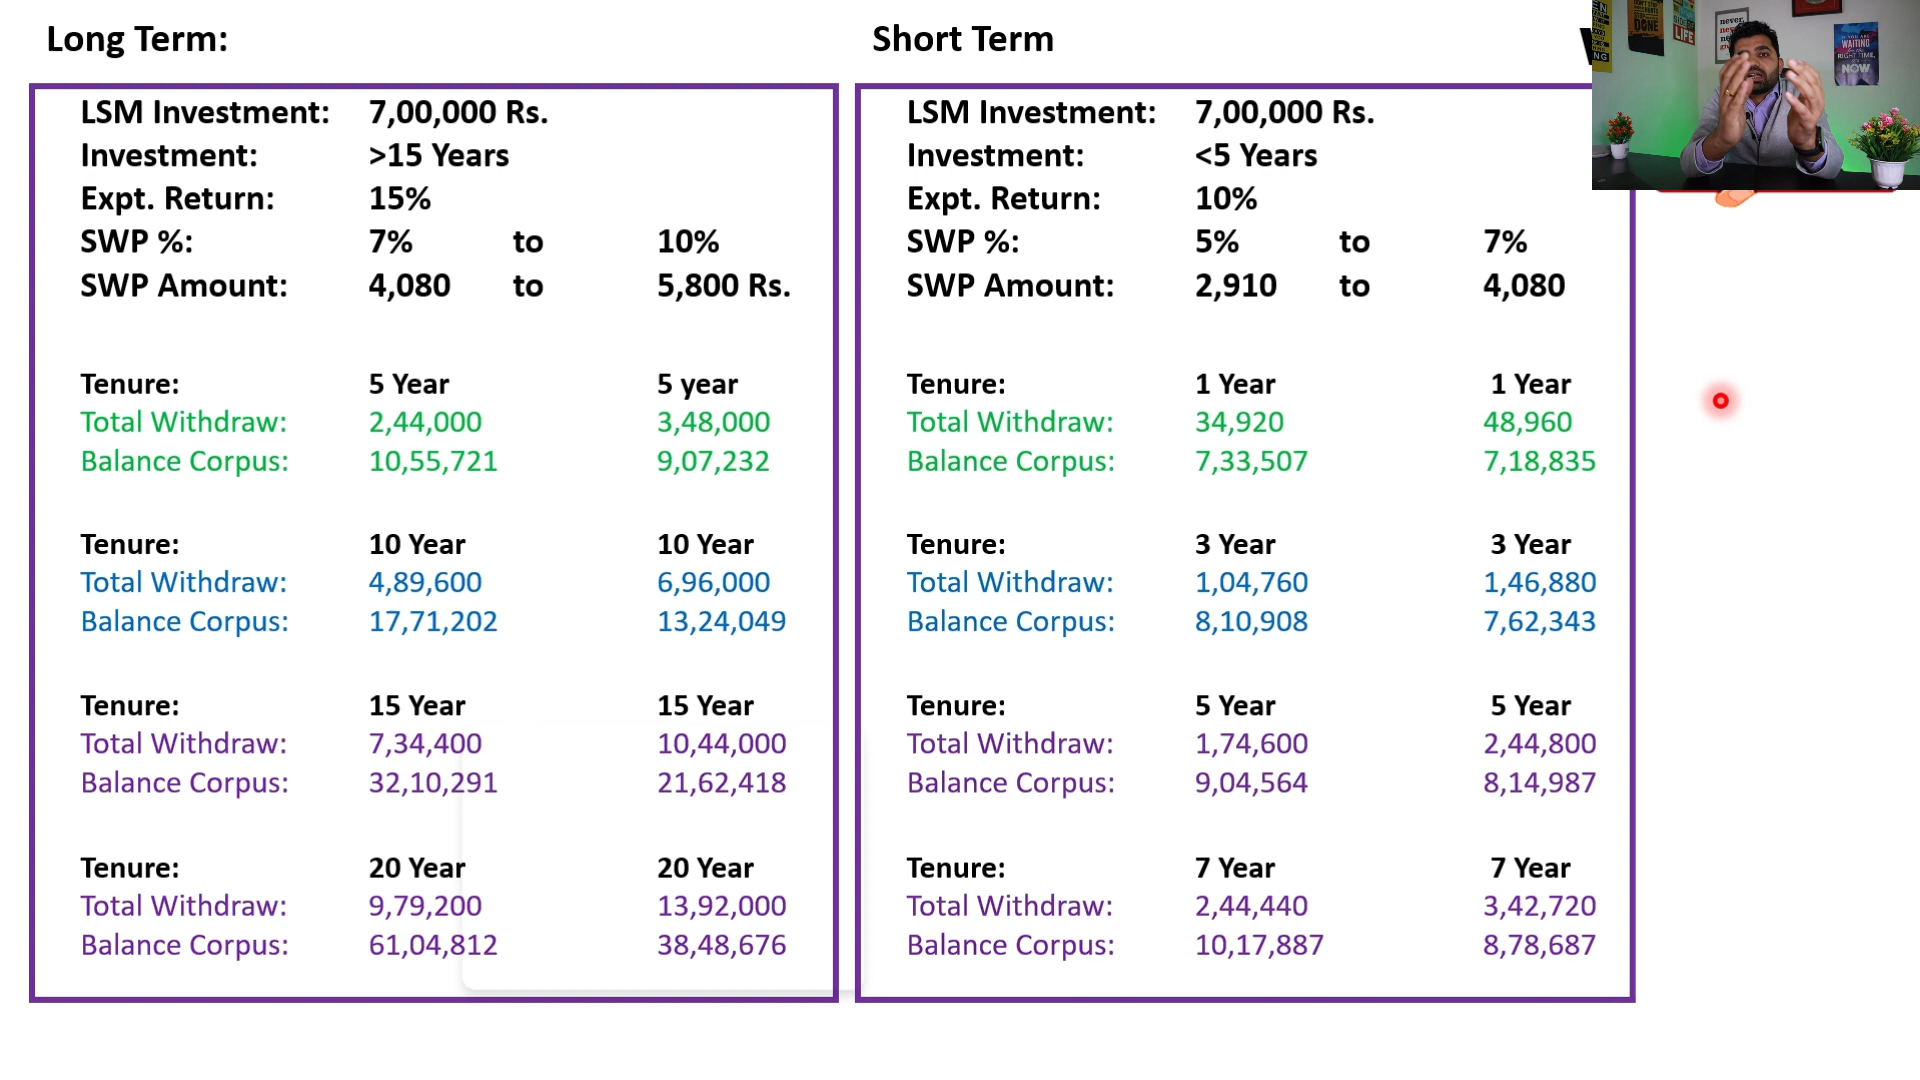 Long Term:
LSM Investment: 7,00,000 Rs.
Investment: >15 Years
Expt. Return: 15%
SWP %: 7% to 10%
SWP Amount: 4,080 to 5,800 Rs.
Tenure: 5 Year 5 year
Total Withdraw: 2,44,000 3,48,000
Balance Corpus: 10,55,721 9,07,232
Tenure: 10 Year 10 Year
Total Withdraw: 4,89,600 6,96,000
Balance Corpus: 17,71,202 13,24,049
Tenure: 15 Year 15 Year
Total Withdraw: 7,34,400 10,44,000
Balance Corpus: 32,10,291 21,62,418
Tenure: 20 Year 20 Year
Total Withdraw: 9,79,200 13,92,000
Balance Corpus: 61,04,812 38,48,676
Short Term
LSM Investment: 7,00,000 Rs.
Investment: <5 Years
Expt. Return: 10%
SWP %: 5% to 7%
SWP Amount: 2,910 to 4,080
Tenure: 1 Year 1 Year
Total Withdraw: 34,920 48,960
Balance Corpus: 7,33,507 7,18,835
Tenure: 3 Year 3 Year
Total Withdraw: 1,04,760 1,46,880
Balance Corpus: 8,10,908 7,62,343
Tenure: 5 Year 5 Year
Total Withdraw: 1,74,600 2,44,800
Balance Corpus: 9,04,564 8,14,987
Tenure: 7 Year 7 Year
Total Withdraw: 2,44,440 3,42,720
Balance Corpus: 10,17,887 8,78,687
DONE
LIFE
never,
WAITING
RIGHT TIME,
NOW